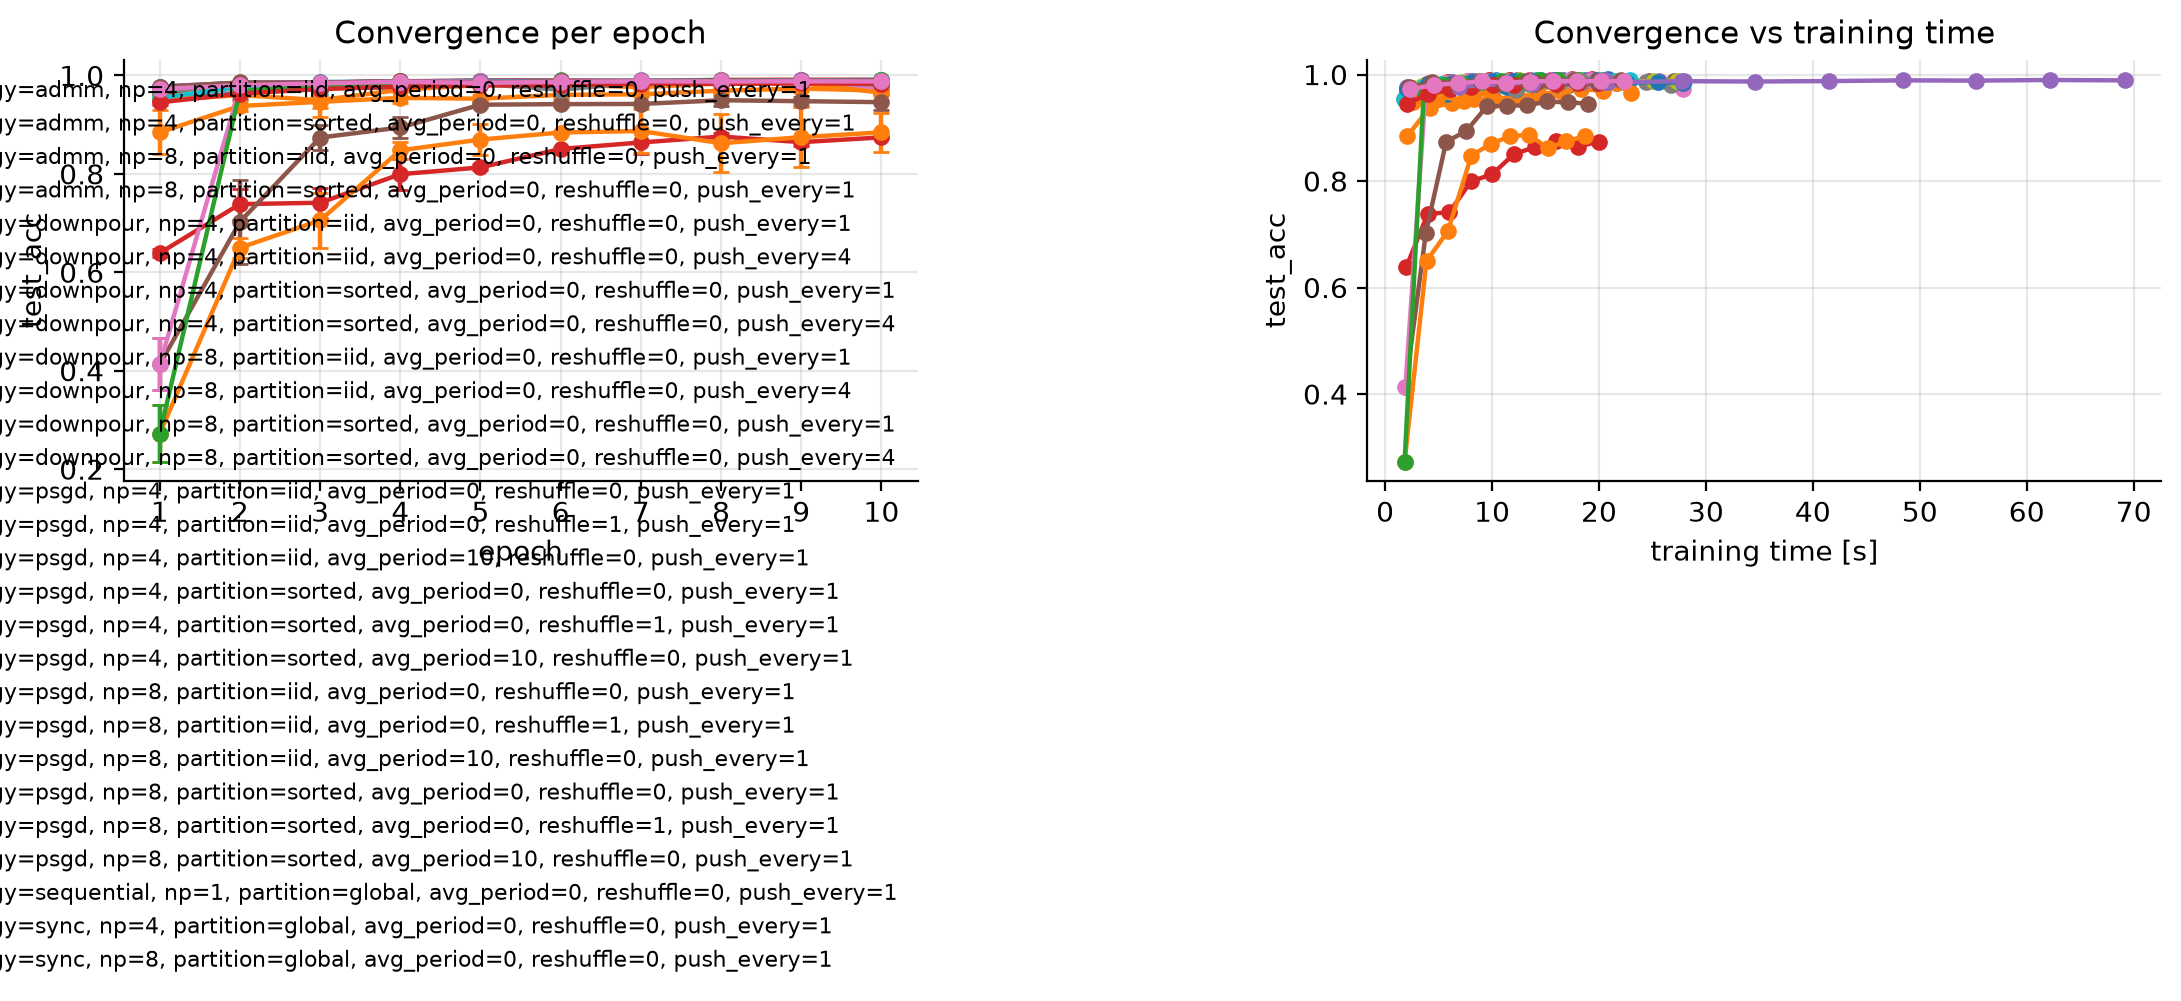 Convergence per epoch
1.0
0.8
0.6
0.4
0.2
test_acc
1 2 3 4 5 6 7 8 9 10
epoch
gy=admm, np=4, partition=iid, avg_period=0, reshuffle=0, push_every=1
gy=admm, np=4, partition=sorted, avg_period=0, reshuffle=0, push_every=1
gy=admm, np=8, partition=iid, avg_period=0, reshuffle=0, push_every=1
gy=admm, np=8, partition=sorted, avg_period=0, reshuffle=0, push_every=1
gy=downpour, np=4, partition=iid, avg_period=0, reshuffle=0, push_every=1
gy=downpour, np=4, partition=iid, avg_period=0, reshuffle=0, push_every=4
gy=downpour, np=4, partition=sorted, avg_period=0, reshuffle=0, push_every=1
gy=downpour, np=4, partition=sorted, avg_period=0, reshuffle=0, push_every=4
gy=downpour, np=8, partition=iid, avg_period=0, reshuffle=0, push_every=1
gy=downpour, np=8, partition=iid, avg_period=0, reshuffle=0, push_every=4
gy=downpour, np=8, partition=sorted, avg_period=0, reshuffle=0, push_every=1
gy=downpour, np=8, partition=sorted, avg_period=0, reshuffle=0, push_every=4
gy=psgd, np=4, partition=iid, avg_period=0, reshuffle=0, push_every=1
gy=psgd, np=4, partition=iid, avg_period=0, reshuffle=1, push_every=1
gy=psgd, np=4, partition=iid, avg_period=10, reshuffle=0, push_every=1
gy=psgd, np=4, partition=sorted, avg_period=0, reshuffle=0, push_every=1
gy=psgd, np=4, partition=sorted, avg_period=0, reshuffle=1, push_every=1
gy=psgd, np=4, partition=sorted, avg_period=10, reshuffle=0, push_every=1
gy=psgd, np=8, partition=iid, avg_period=0, reshuffle=0, push_every=1
gy=psgd, np=8, partition=iid, avg_period=0, reshuffle=1, push_every=1
gy=psgd, np=8, partition=iid, avg_period=10, reshuffle=0, push_every=1
gy=psgd, np=8, partition=sorted, avg_period=0, reshuffle=0, push_every=1
gy=psgd, np=8, partition=sorted, avg_period=0, reshuffle=1, push_every=1
gy=psgd, np=8, partition=sorted, avg_period=10, reshuffle=0, push_every=1
gy=sequential, np=1, partition=global, avg_period=0, reshuffle=0, push_every=1
gy=sync, np=4, partition=global, avg_period=0, reshuffle=0, push_every=1
gy=sync, np=8, partition=global, avg_period=0, reshuffle=0, push_every=1
Convergence vs training time
1.0
0.8
0.6
0.4
test_acc
0 10 20 30 40 50 60 70
training time [s]